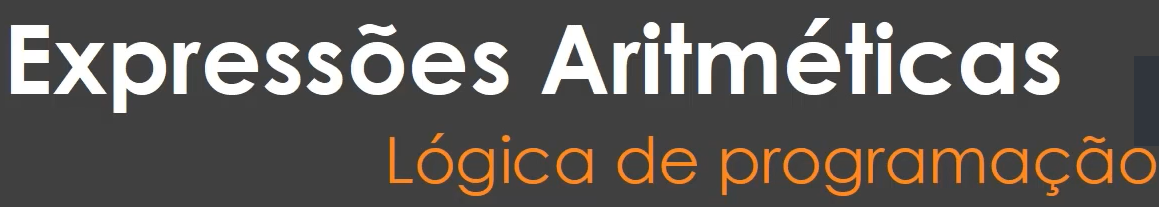 Expressões Aritméticas
Lógica de programação